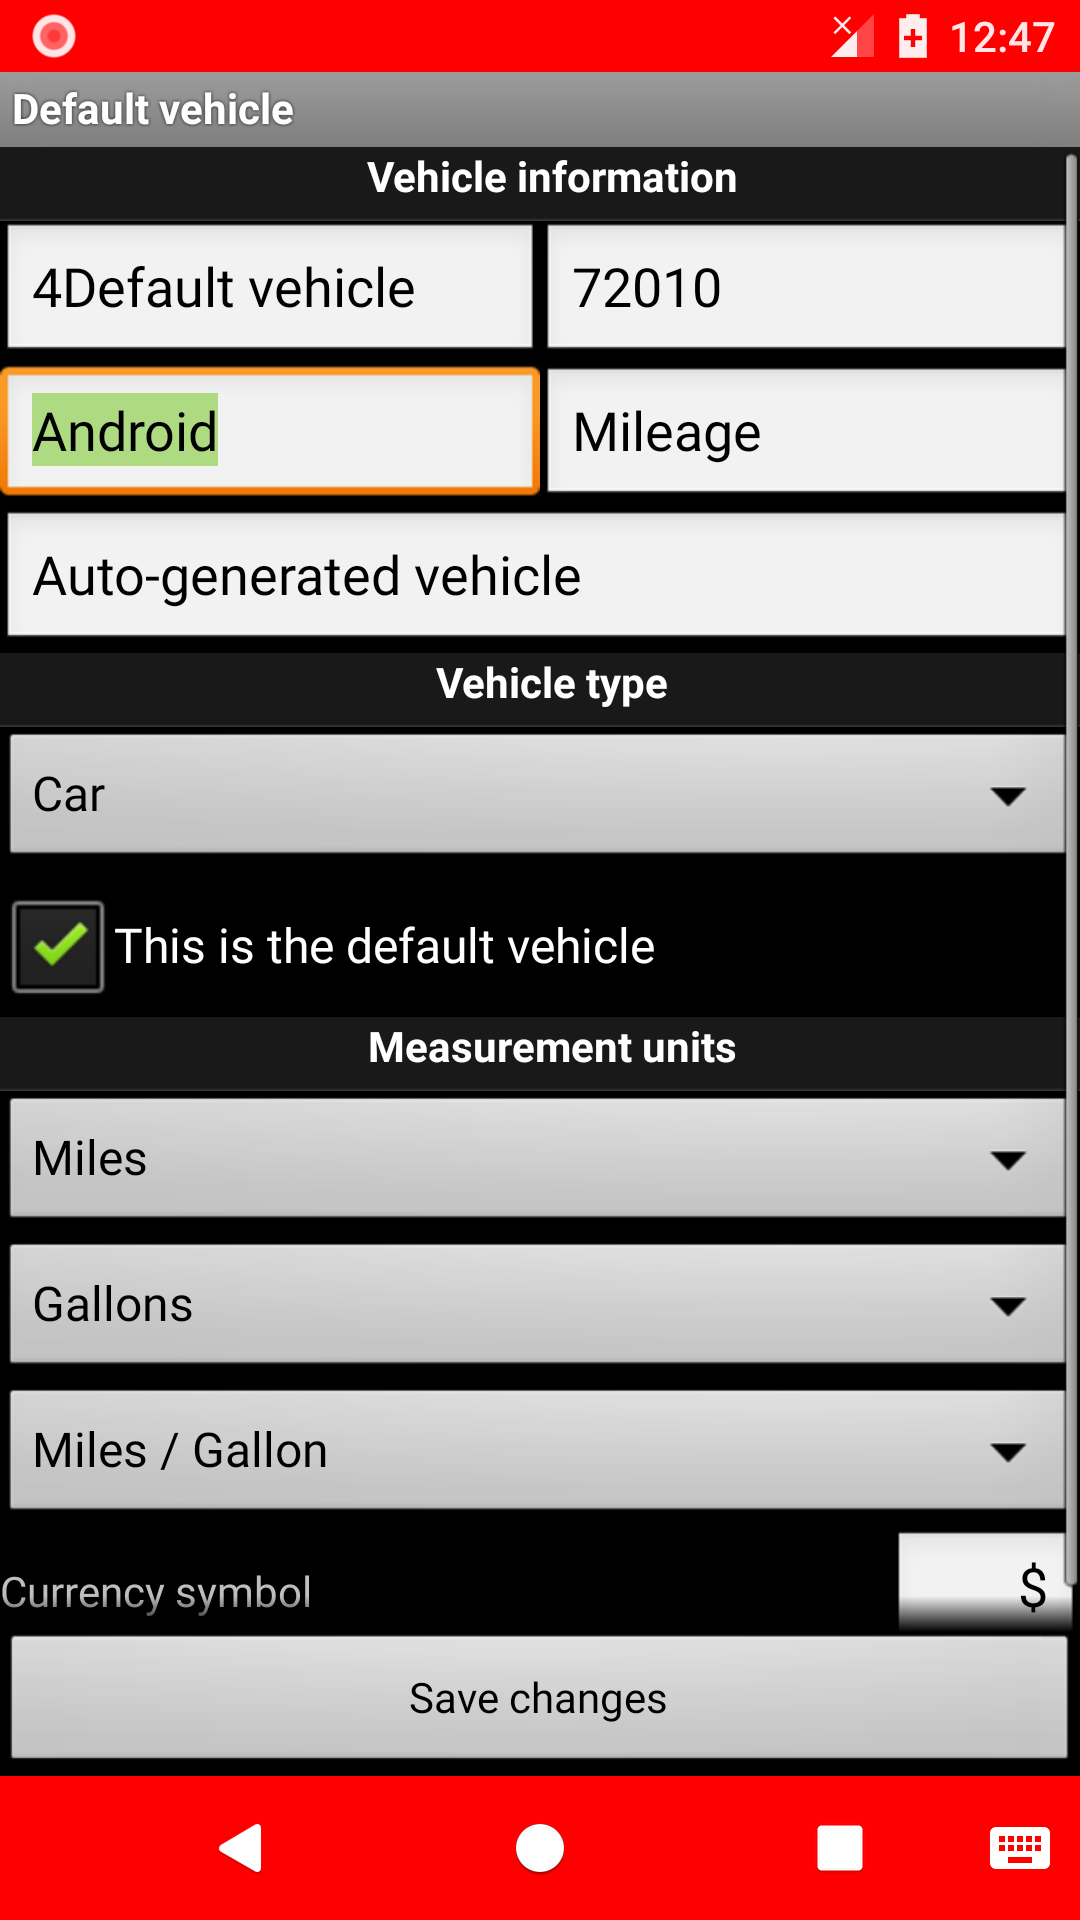 12:47
Default vehicle
Vehicle information
4Default vehicle
72010
Android
Mileage
Auto-generated vehicle
Vehicle type
Car
This is the default vehicle
Measurement units
Miles
Gallons
Miles / Gallon
Currency symbol
$
Save changes